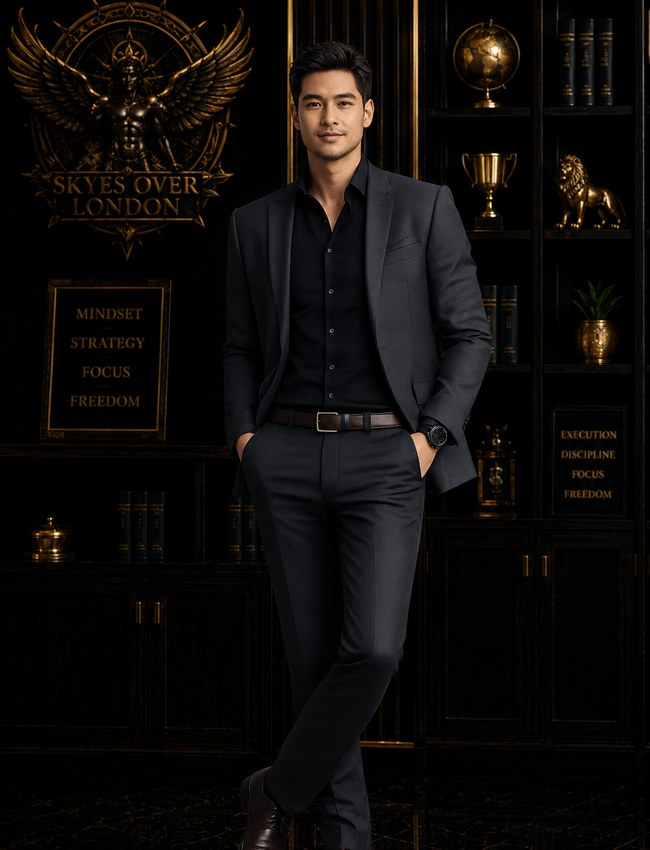 SKYES OVER
LONDON
MINDSET
STRATEGY
FOCUS
FREEDOM
EXECUTION
DISCIPLINE
FOCUS
FREEDOM